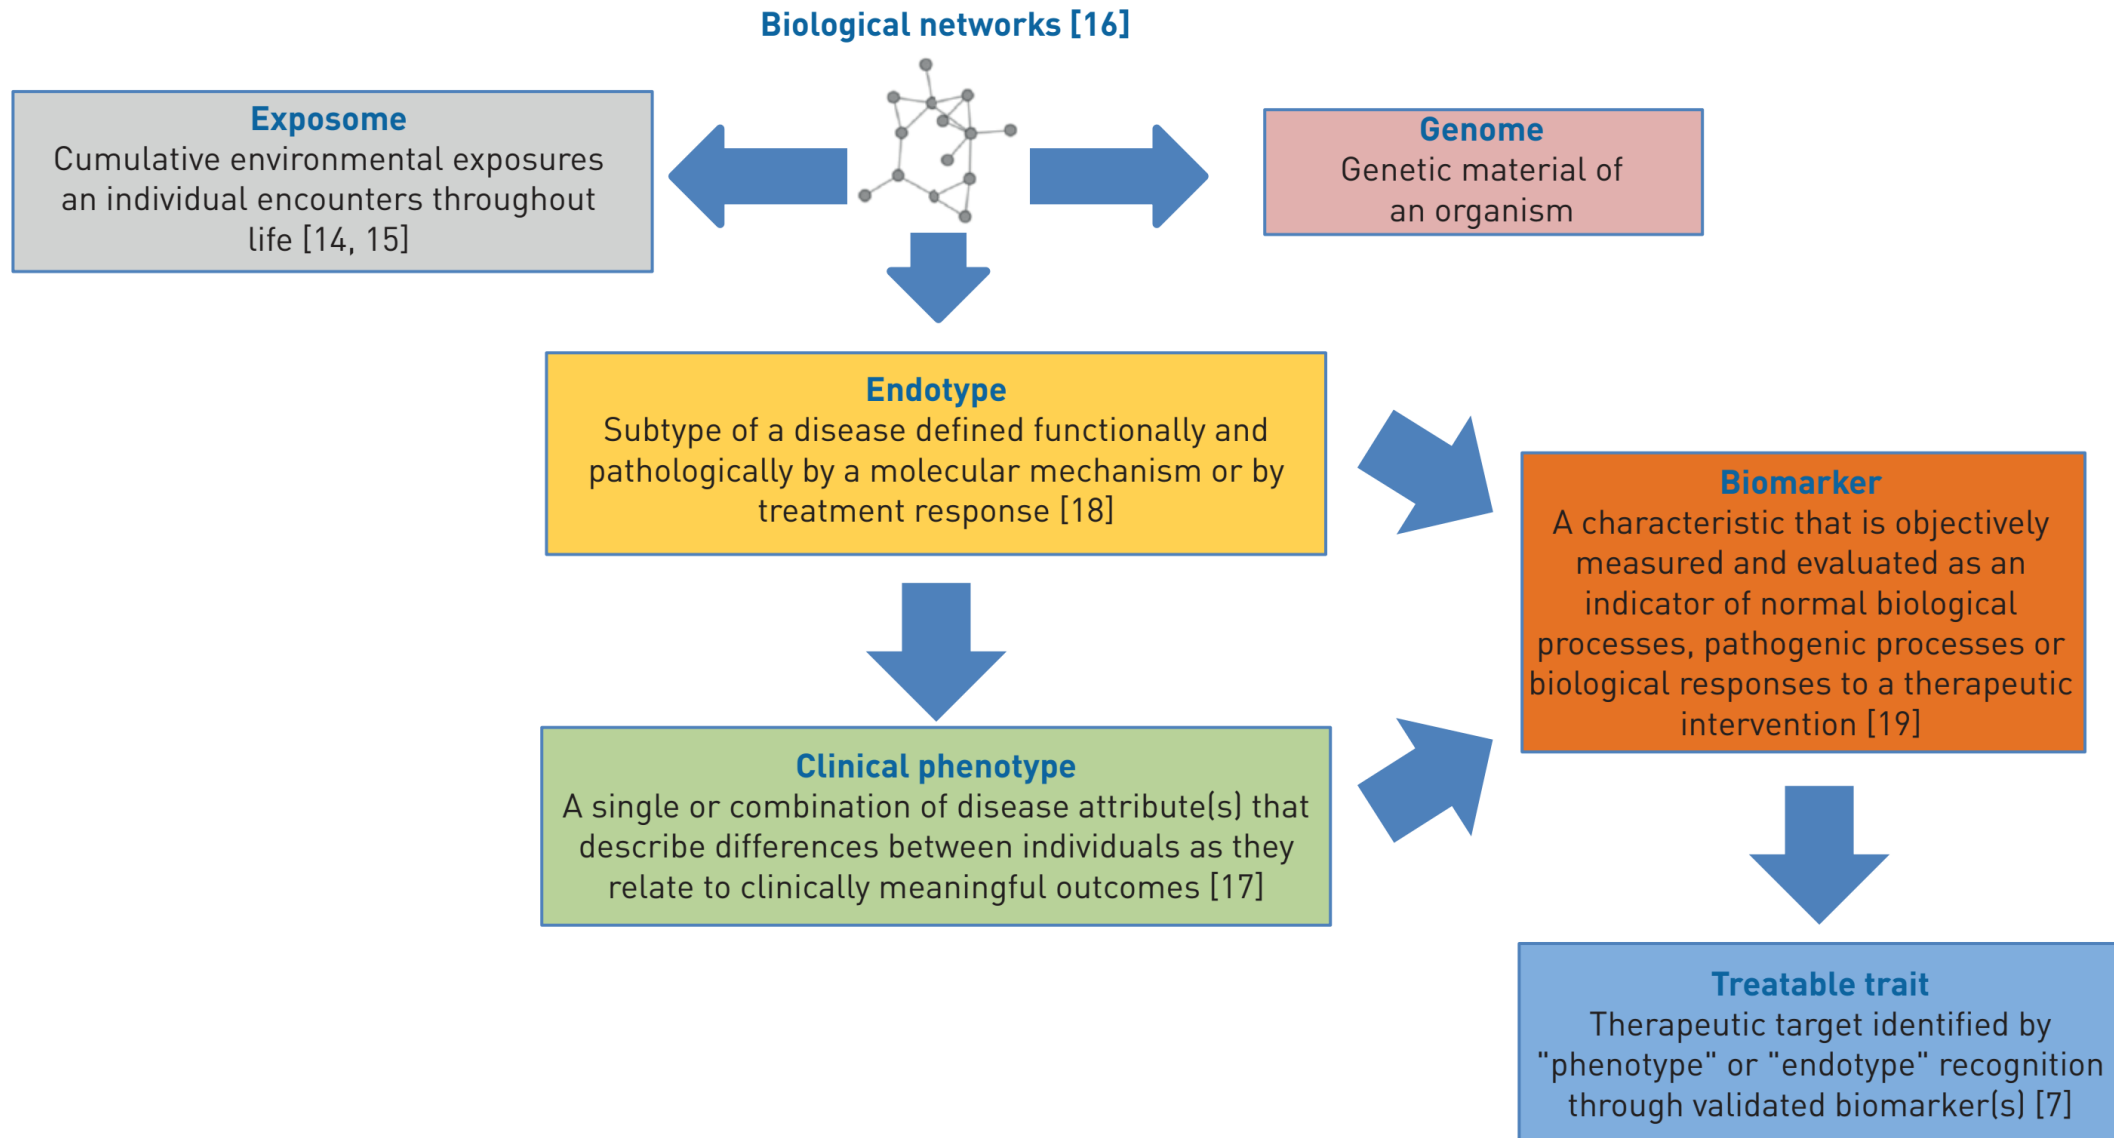 Biological networks [16]
Exposome
Cumulative environmental exposures
an individual encounters throughout
life [14, 15]
Genome
Genetic material of
an organism
Endotype
Subtype of a disease defined functionally and
pathologically by a molecular mechanism or by
treatment response [18]
Biomarker
A characteristic that is objectively
measured and evaluated as an
indicator of normal biological
processes, pathogenic processes or
biological responses to a therapeutic
intervention [19]
Clinical phenotype
A single or combination of disease attribute(s) that
describe differences between individuals as they
relate to clinically meaningful outcomes [17]
Treatable trait
Therapeutic target identified by
"phenotype" or "endotype" recognition
through validated biomarker(s) [7]